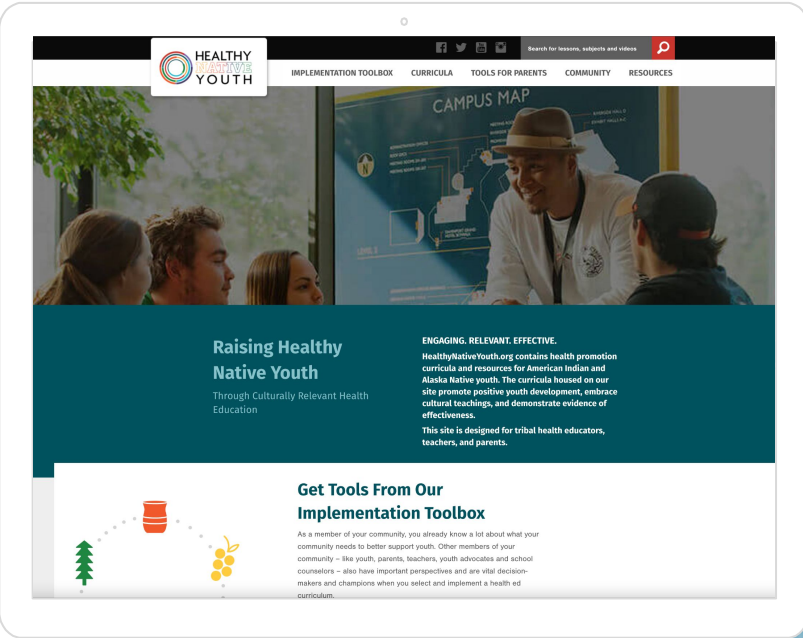 HEALTHY
NATIVE
YOUTH
Search for lessons, subjects and videos
IMPLEMENTATION TOOLBOX CURRICULA TOOLS FOR PARENTS COMMUNITY RESOURCES
CAMPUS MAP
N
LEVEL 5
Raising Healthy
Native Youth
Through Culturally Relevant Health
Education
ENGAGING. RELEVANT. EFFECTIVE.
HealthyNativeYouth.org contains health promotion
curricula and resources for American Indian and
Alaska Native youth. The curricula housed on our
site promote positive youth development, embrace
cultural teachings, and demonstrate evidence of
effectiveness.
This site is designed for tribal health educators,
teachers, and parents.
Get Tools From Our
Implementation Toolbox
As a member of your community, you already know a lot about what your
community needs to better support youth. Other members of your
community – like youth, parents, teachers, youth advocates and school
counselors – also have important perspectives and are vital decision-
makers and champions when you select and implement a health ed
curriculum.